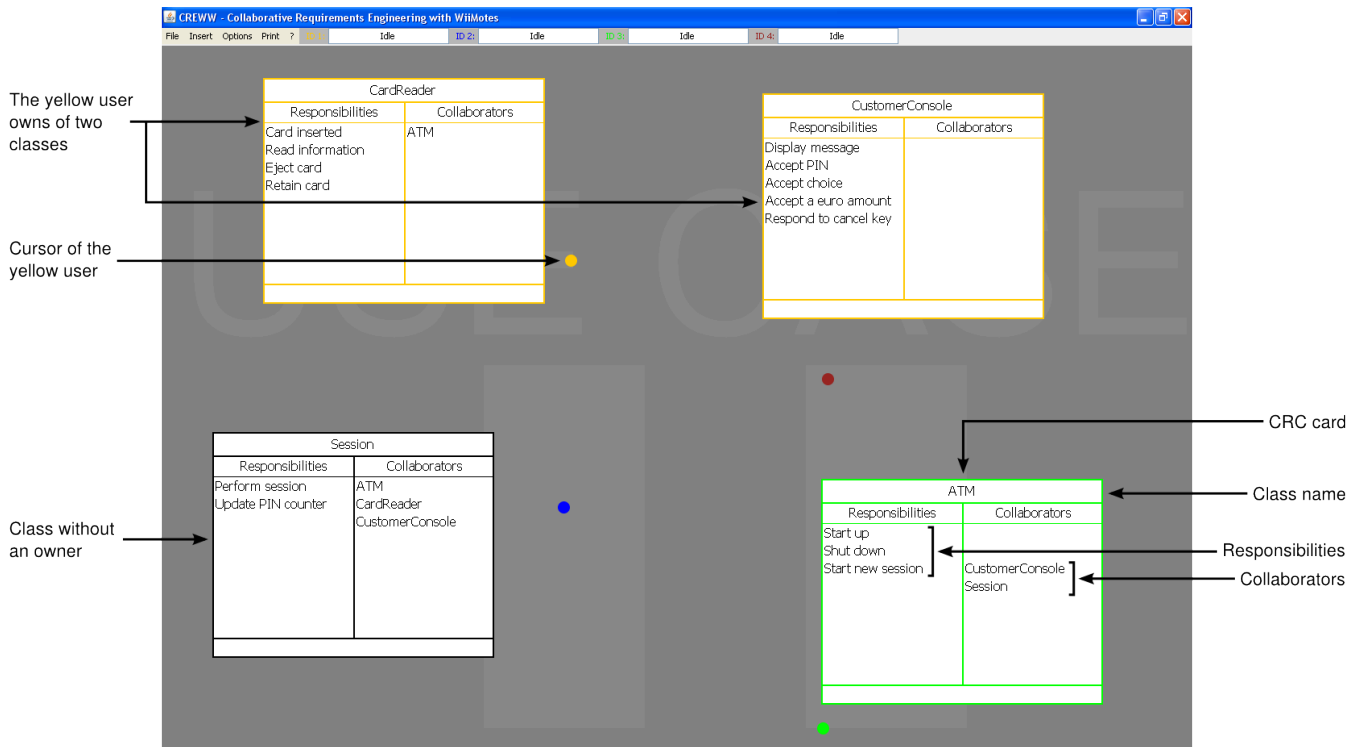 CREWW - Collaborative Requirements Engineering with WiiMotes
File Insert Options Print ? ID 1: Idle ID 2: Idle ID 3: Idle ID 4: Idle
The yellow user
owns of two
classes
CardReader
Responsibilities Collaborators
Card inserted ATM
Read information
Eject card
Retain card
CustomerConsole
Responsibilities Collaborators
Display message
Accept PIN
Accept choice
Accept a euro amount
Respond to cancel key
USE CASE
Cursor of the
yellow user
Session
Responsibilities Collaborators
Perform session ATM
Update PIN counter CardReader
CustomerConsole
Class without
an owner
CRC card
ATM
Class name
Responsibilities Collaborators
Start up
Shut down
Start new session CustomerConsole
Session
Responsibilities
Collaborators